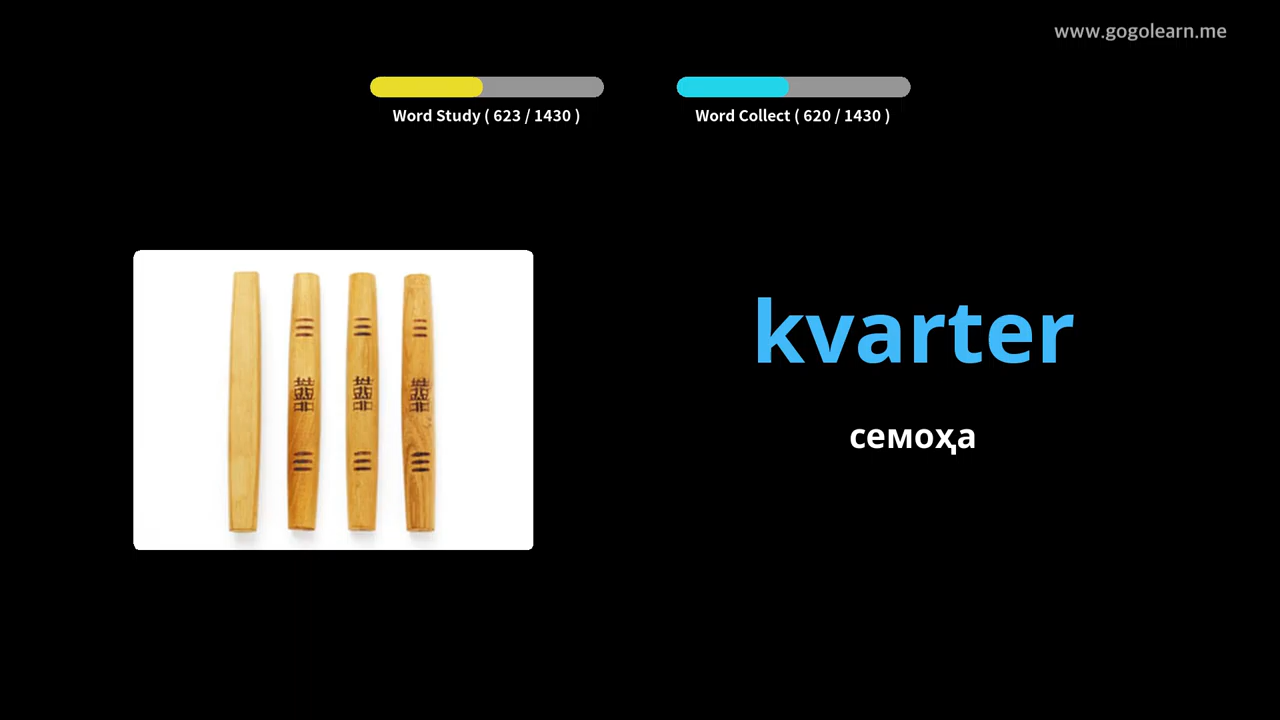 www.gogolearn.me
Word Study ( 623 / 1430 )
Word Collect ( 620 / 1430 )
kvarter
семоҳа